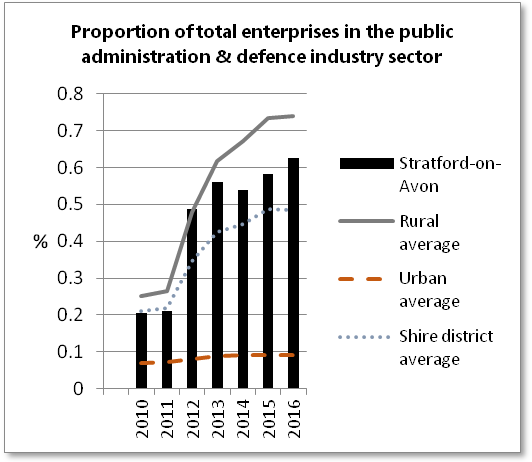 Proportion of total enterprises in the public
administration & defence industry sector
0.8
0.7
0.6
0.5
0.4
0.3
0.2
0.1
0
%
2010
2011
2012
2013
2014
2015
2016
Stratford-on-
Avon
Rural
average
Urban
average
Shire district
average